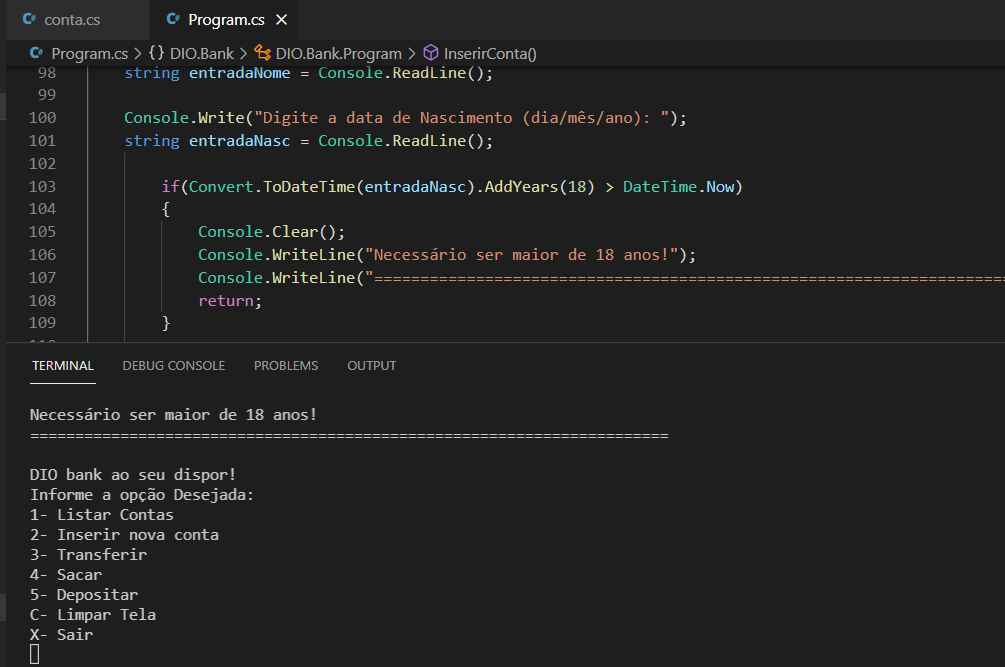 conta.cs
Program.cs
Program.cs > {} DIO.Bank > DIO.Bank.Program > InserirConta()
98 string entradaNome = Console.ReadLine();
99
100 Console.Write("Digite a data de Nascimento (dia/mês/ano): ");
101 string entradaNasc = Console.ReadLine();
102
103 if(Convert.ToDateTime(entradaNasc).AddYears(18) > DateTime.Now)
104 {
105 Console.Clear();
106 Console.WriteLine("Necessário ser maior de 18 anos!");
107 Console.WriteLine("======================================================================
108 return;
109 }
110
TERMINAL DEBUG CONSOLE PROBLEMS OUTPUT
Necessário ser maior de 18 anos!
=======================================================================
DIO bank ao seu dispor!
Informe a opção Desejada:
1- Listar Contas
2- Inserir nova conta
3- Transferir
4- Sacar
5- Depositar
C- Limpar Tela
X- Sair